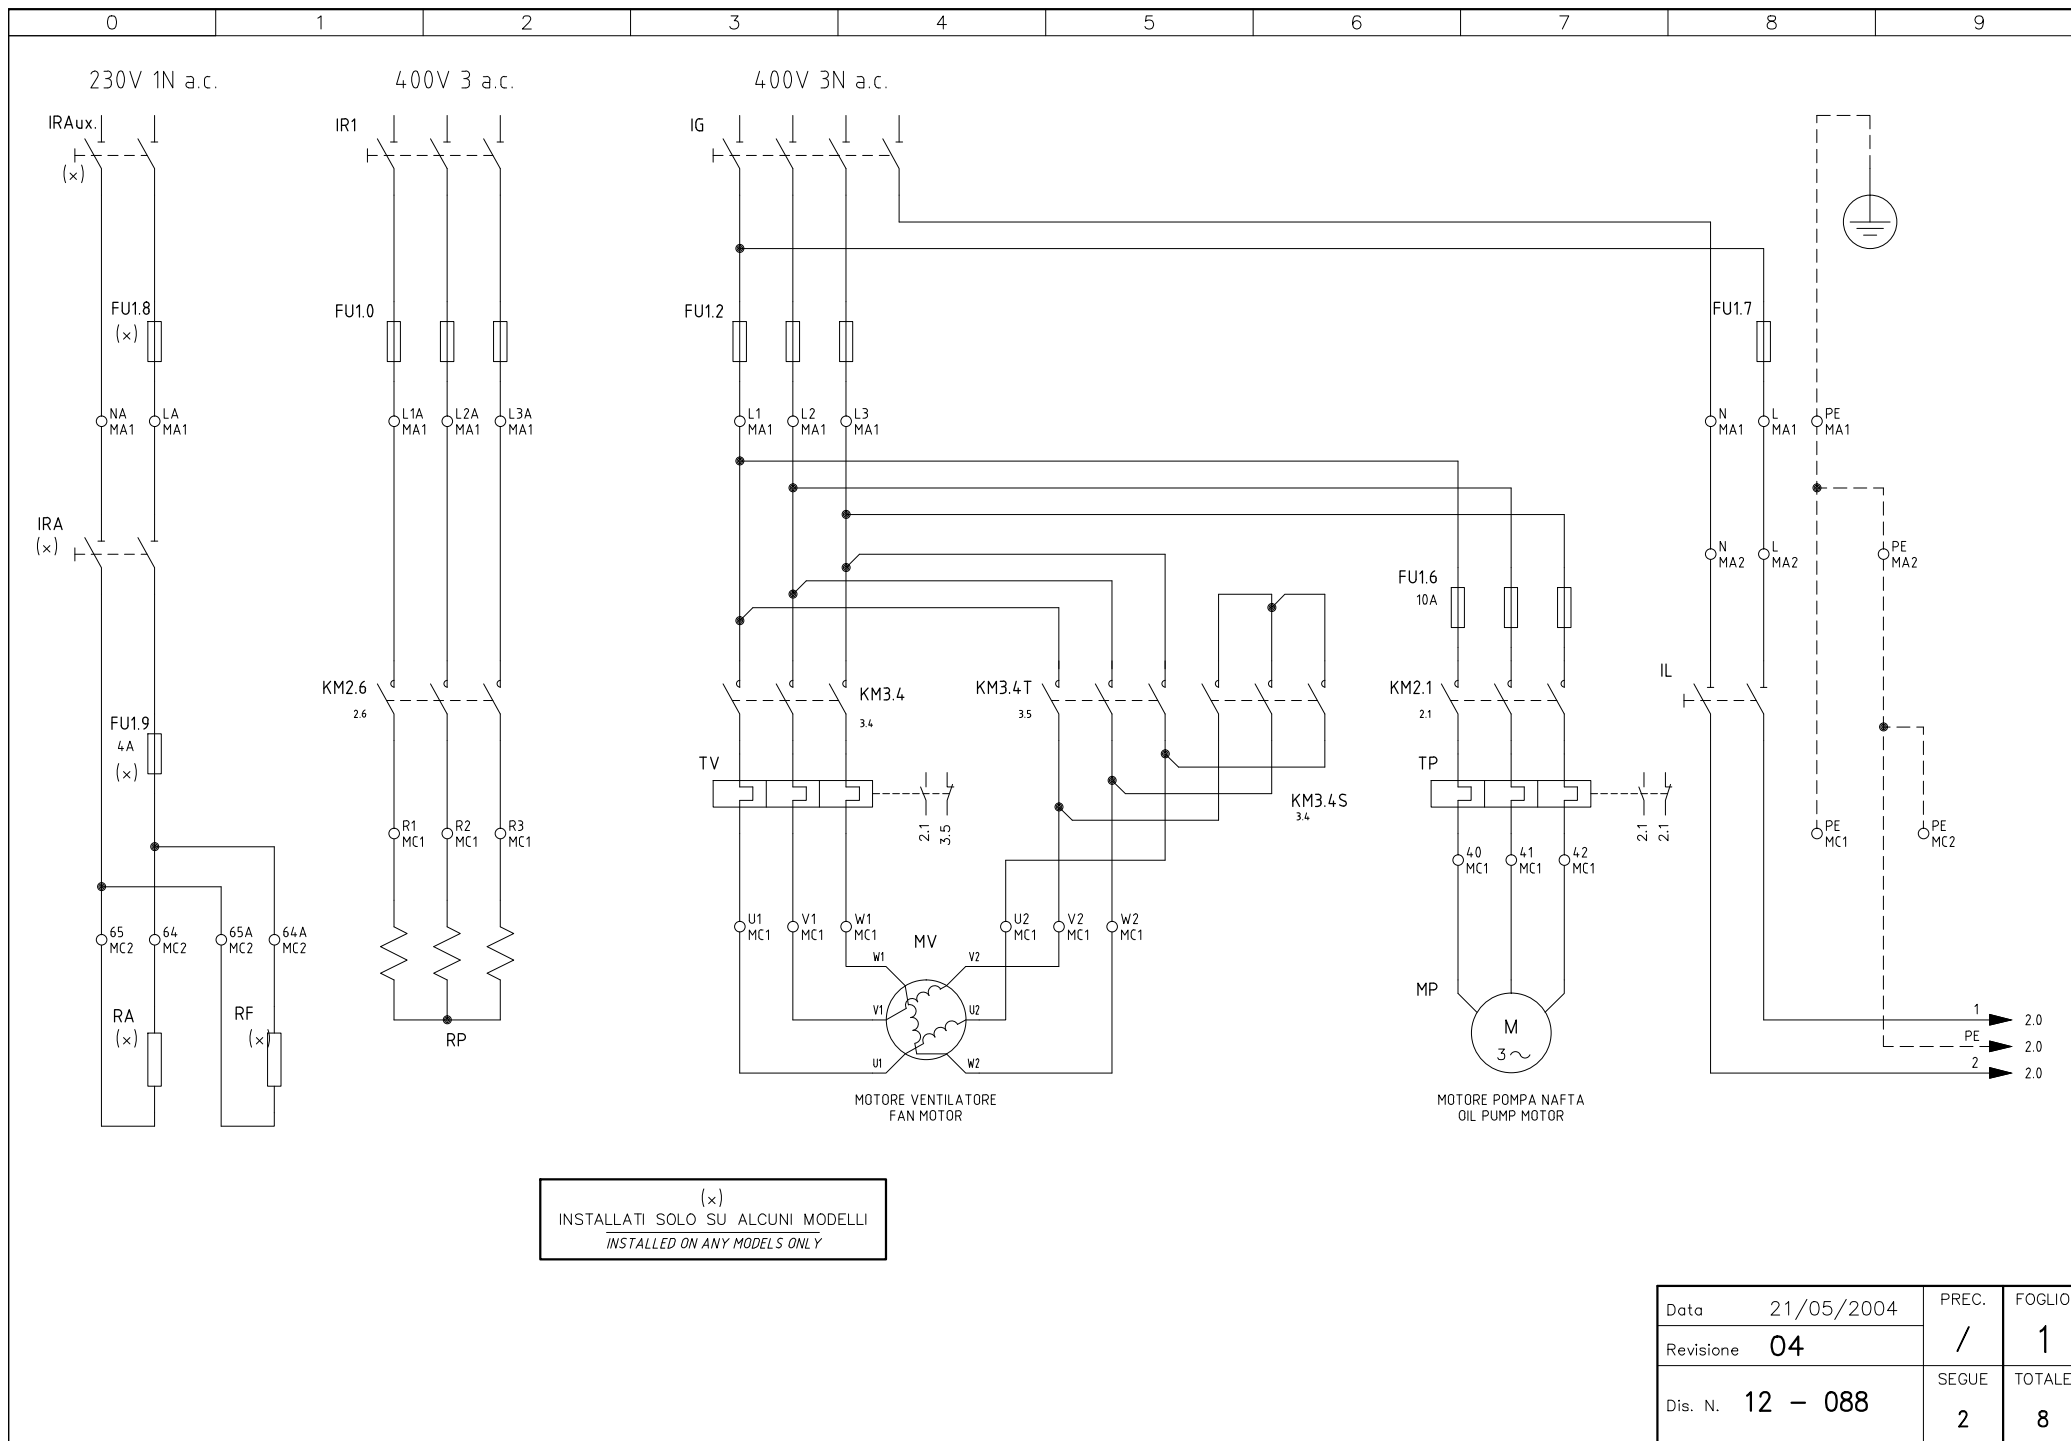 0 1 2 3 4 5 6 7 8 9
230V 1N a.c.
400V 3 a.c.
400V 3N a.c.
IRAux.
(x)
IR1
IG
FU1.8
(x)
FU1.0
FU1.2
FU1.7
NA
MA1
LA
MA1
L1A
MA1
L2A
MA1
L3A
MA1
L1
MA1
L2
MA1
L3
MA1
N
MA1
L
MA1
PE
MA1
IRA
(x)
N
MA2
L
MA2
PE
MA2
FU1.6
10A
KM2.6
2.6
KM3.4
3.4
KM3.4T
3.5
KM2.1
2.1
IL
FU1.9
4A
(x)
TV
2.1
3.5
KM3.4S
3.4
TP
2.1
2.1
R1
MC1
R2
MC1
R3
MC1
PE
MC1
PE
MC2
40
MC1
41
MC1
42
MC1
65
MC2
64
MC2
65A
MC2
64A
MC2
U1
MC1
V1
MC1
W1
MC1
MV
U2
MC1
V2
MC1
W2
MC1
W1
V2
V1
U2
U1
W2
RA
(x)
RF
(x)
RP
MP
M
3~
1
2.0
PE
2.0
2
2.0
MOTORE VENTILATORE
FAN MOTOR
MOTORE POMPA NAFTA
OIL PUMP MOTOR
(x)
INSTALLATI SOLO SU ALCUNI MODELLI
INSTALLED ON ANY MODELS ONLY
Data 21/05/2004
PREC.
/
FOGLIO
1
Revisione 04
Dis. N. 12 - 088
SEGUE
2
TOTALE
8